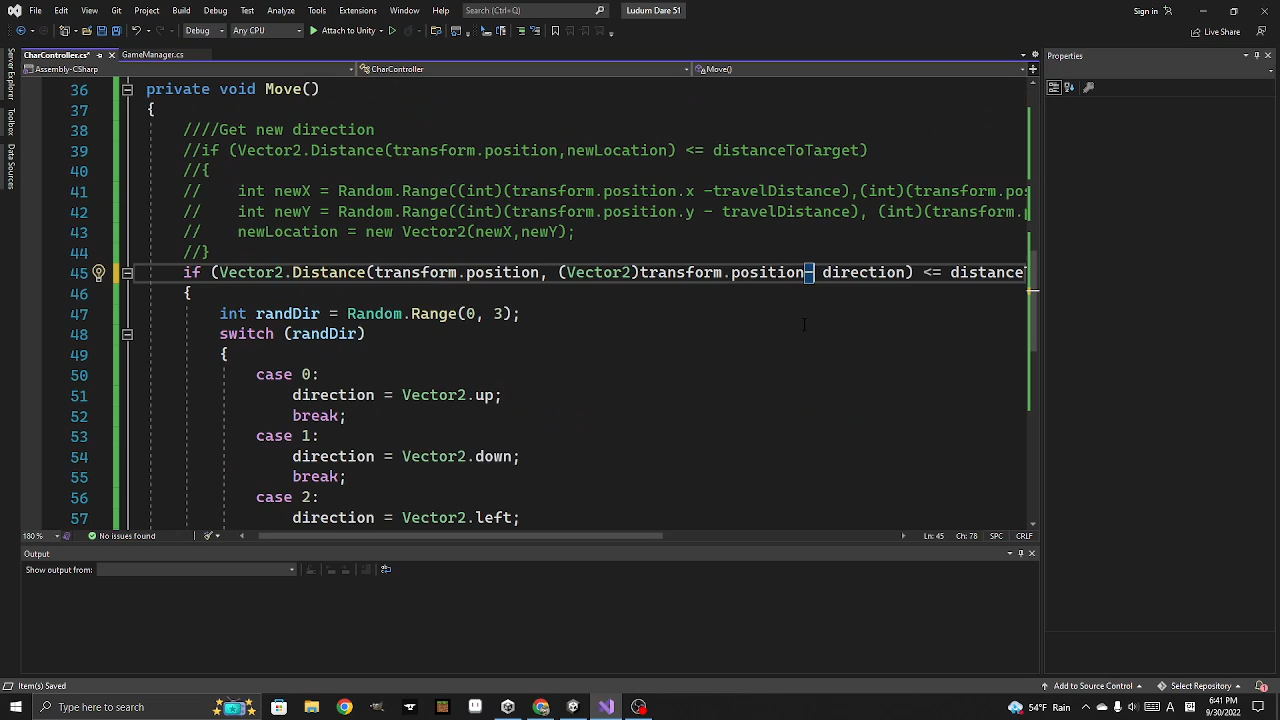 File Edit View Git Project Build Debug Test Analyze Tools Extensions Window Help Search (Ctrl+Q) Ludum Dare 51 Sign in
Debug Any CPU Attach to Unity Live Share
CharController.cs* GameManager.cs Properties
Assembly-CSharp CharController Move()
36 private void Move()
37 {
38 ////Get new direction
39 //if (Vector2.Distance(transform.position,newLocation) <= distanceToTarget)
40 //{
41 // int newX = Random.Range((int)(transform.position.x -travelDistance),(int)(transform.pos
42 // int newY = Random.Range((int)(transform.position.y - travelDistance), (int)(transform.p
43 // newLocation = new Vector2(newX,newY);
44 //}
45 if (Vector2.Distance(transform.position, (Vector2)transform.position- direction) <= distanceT
46 {
47 int randDir = Random.Range(0, 3);
48 switch (randDir)
49 {
50 case 0:
51 direction = Vector2.up;
52 break;
53 case 1:
54 direction = Vector2.down;
55 break;
56 case 2:
57 direction = Vector2.left;
Server Explorer
Toolbox
Data Sources
180 % No issues found Ln: 45 Ch: 78 SPC CRLF
Output
Show output from:
Item(s) Saved Add to Source Control Select Repository
Type here to search 54°F Rain 6:41 PM
9/30/2022